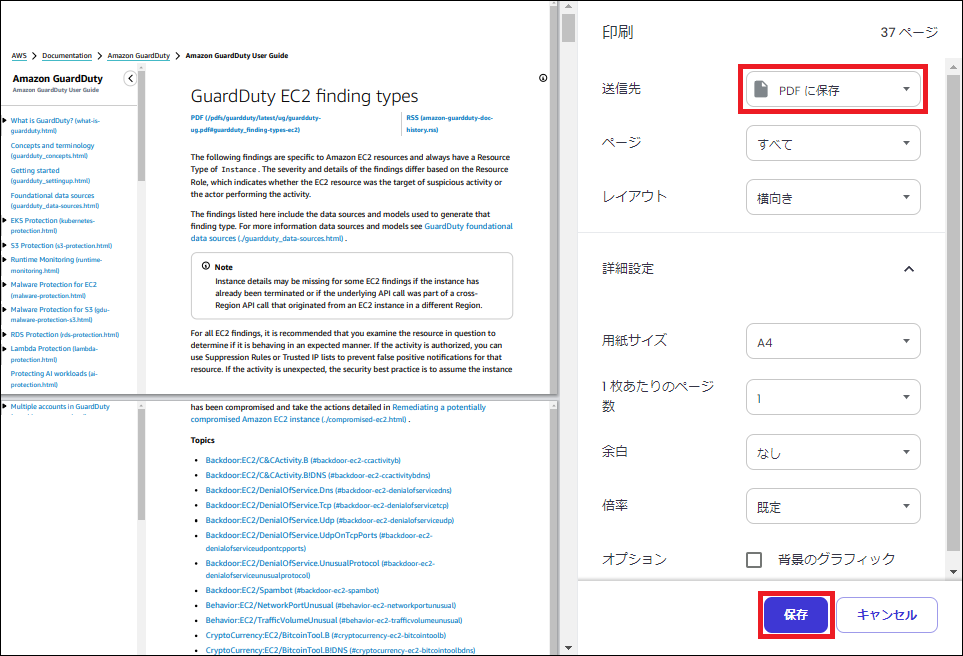 AWS > Documentation > Amazon GuardDuty > Amazon GuardDuty User Guide
Amazon GuardDuty
Amazon GuardDuty User Guide
What is GuardDuty? (what-is-
guardduty.html)
Concepts and terminology
(guardduty_concepts.html)
Getting started
(guardduty_settingup.html)
Foundational data sources
(guardduty_data-sources.html)
EKS Protection (kubernetes-
protection.html)
S3 Protection (s3-protection.html)
Runtime Monitoring (runtime-
monitoring.html)
Malware Protection for EC2
(malware-protection.html)
Malware Protection for S3 (gdu-
malware-protection-s3.html)
RDS Protection (rds-protection.html)
Lambda Protection (lambda-
protection.html)
Protecting AI workloads (ai-
protection.html)
Multiple accounts in GuardDuty
GuardDuty EC2 finding types
PDF (/pdfs/guardduty/latest/ug/guardduty-
ug.pdf#guardduty_finding-types-ec2)
RSS (amazon-guardduty-doc-
history.rss)
The following findings are specific to Amazon EC2 resources and always have a Resource
Type of Instance. The severity and details of the findings differ based on the Resource
Role, which indicates whether the EC2 resource was the target of suspicious activity or
the actor performing the activity.
The findings listed here include the data sources and models used to generate that
finding type. For more information data sources and models see GuardDuty foundational
data sources (./guardduty_data-sources.html) .
Note
Instance details may be missing for some EC2 findings if the instance has
already been terminated or if the underlying API call was part of a cross-
Region API call that originated from an EC2 instance in a different Region.
For all EC2 findings, it is recommended that you examine the resource in question to
determine if it is behaving in an expected manner. If the activity is authorized, you can
use Suppression Rules or Trusted IP lists to prevent false positive notifications for that
resource. If the activity is unexpected, the security best practice is to assume the instance
has been compromised and take the actions detailed in Remediating a potentially
compromised Amazon EC2 instance (./compromised-ec2.html) .
Topics
• Backdoor:EC2/C&CActivity.B (#backdoor-ec2-ccactivityb)
• Backdoor:EC2/C&CActivity.B!DNS (#backdoor-ec2-ccactivitybdns)
• Backdoor:EC2/DenialOfService.Dns (#backdoor-ec2-denialofservicedns)
• Backdoor:EC2/DenialOfService.Tcp (#backdoor-ec2-denialofservicetcp)
• Backdoor:EC2/DenialOfService.Udp (#backdoor-ec2-denialofserviceudp)
• Backdoor:EC2/DenialOfService.UdpOnTcpPorts (#backdoor-ec2-
denialofserviceudpontcpports)
• Backdoor:EC2/DenialOfService.UnusualProtocol (#backdoor-ec2-
denialofserviceunusualprotocol)
• Backdoor:EC2/Spambot (#backdoor-ec2-spambot)
• Behavior:EC2/NetworkPortUnusual (#behavior-ec2-networkportunusual)
• Behavior:EC2/TrafficVolumeUnusual (#behavior-ec2-trafficvolumeunusual)
• CryptoCurrency:EC2/BitcoinTool.B (#cryptocurrency-ec2-bitcointoolb)
• CryptoCurrency:EC2/BitcoinTool.B!DNS (#cryptocurrency-ec2-bitcointoolbdns)
印刷
37 ページ
送信先
PDF に保存
ページ
すべて
レイアウト
横向き
詳細設定
用紙サイズ
A4
1 枚あたりのページ
数
1
余白
なし
倍率
既定
オプション
背景のグラフィック
保存
キャンセル